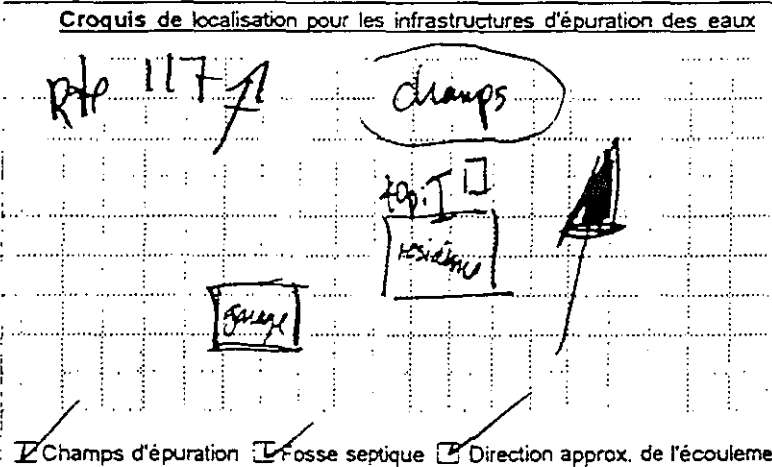 Croquis de localisation pour les infrastructures d'épuration des eaux
Rte 117
champs
résidence
garage
Champs d'épuration Fosse septique Direction approx. de l'écouleme